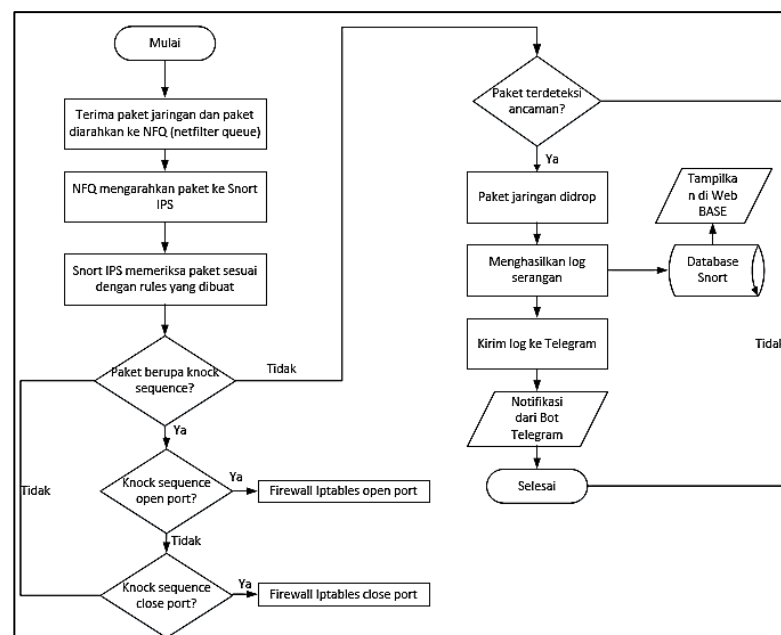 Mulai
Terima paket jaringan dan paket
diarahkan ke NFQ (netfilter queue)
NFQ mengarahkan paket ke Snort
IPS
Snort IPS memeriksa paket sesuai
dengan rules yang dibuat
Paket berupa knock
sequence?
Tidak
Ya
Knock sequence
open port?
Ya
Firewall Iptables open port
Tidak
Tidak
Knock sequence
close port?
Ya
Firewall Iptables close port
Paket terdeteksi
ancaman?
Ya
Paket jaringan didrop
Menghasilkan log
serangan
Database
Snort
Tampilka
n di Web
BASE
Kirim log ke Telegram
Tidak
Notifikasi
dari Bot
Telegram
Selesai